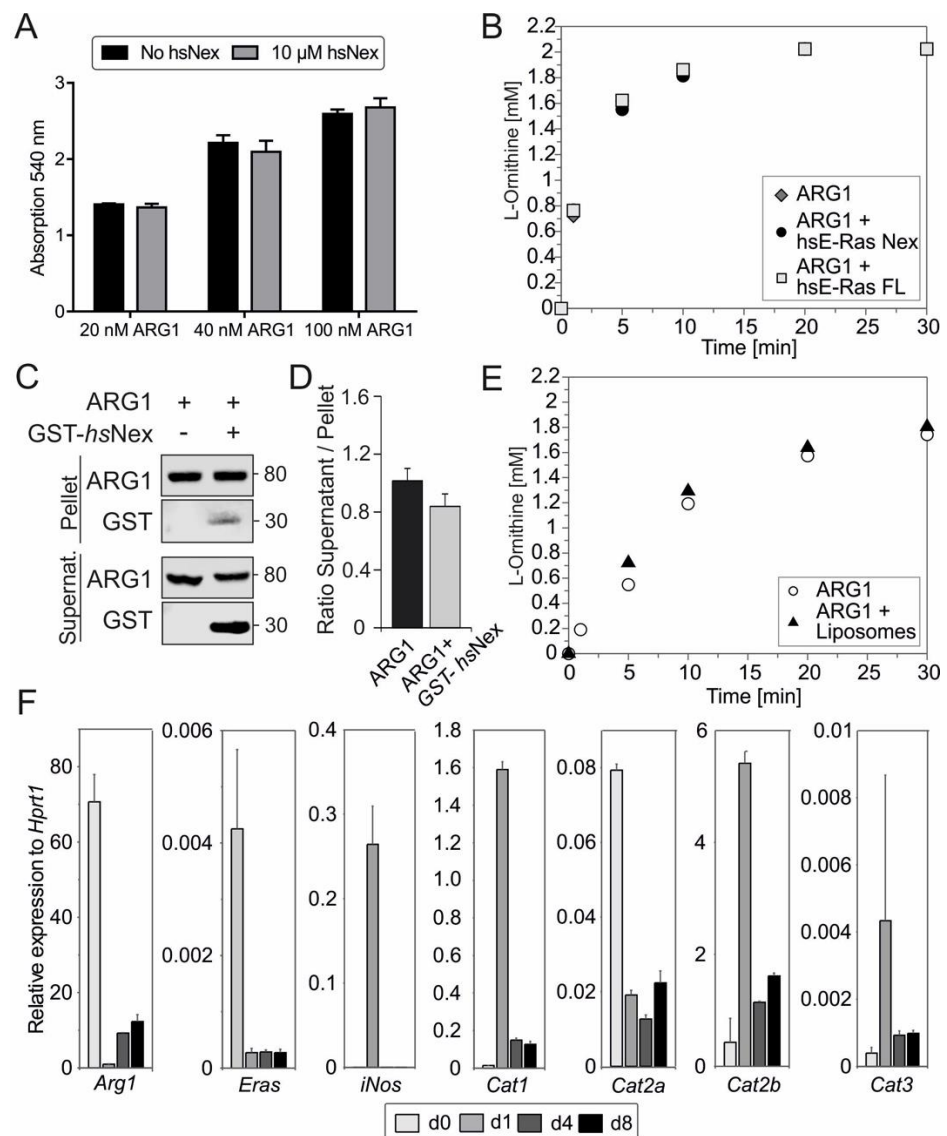 A
No hsNex 10 µM hsNex
Absorption 540 nm
3
2
1
0
20 nM ARG1 40 nM ARG1 100 nM ARG1
B
L-Ornithine [mM]
2.2
2
1.8
1.6
1.4
1.2
1
0.8
0.6
0.4
0.2
0
0 5 10 15 20 25 30
Time [min]
ARG1
ARG1 +
hsE-Ras Nex
ARG1 +
hsE-Ras FL
C
ARG1 + +
GST-hsNex - +
Pellet
ARG1 80
GST 30
Supernat.
ARG1 80
GST 30
D
Ratio Supernatant / Pellet
1.6
1.2
0.8
1.6
0
ARG1
ARG1+
GST- hsNex
E
L-Ornithine [mM]
2.2
2
1.8
1.6
1.4
1.2
1
0.8
0.6
0.4
0.2
0
0 5 10 15 20 25 30
Time [min]
ARG1
ARG1 +
Liposomes
F
Relative expression to Hprt1
80
60
40
20
10
0
Arg1
0.006
0.004
0.002
0
Eras
0.4
0.3
0.2
0.1
0
iNos
1.8
1.6
1.4
1.2
1.0
0.8
0.6
0.4
0.2
0
Cat1
0.08
0.06
0.04
0.02
0.00
Cat2a
6
4
2
0
Cat2b
0.01
0.008
0.006
0.004
0.002
0
Cat3
d0 d1 d4 d8